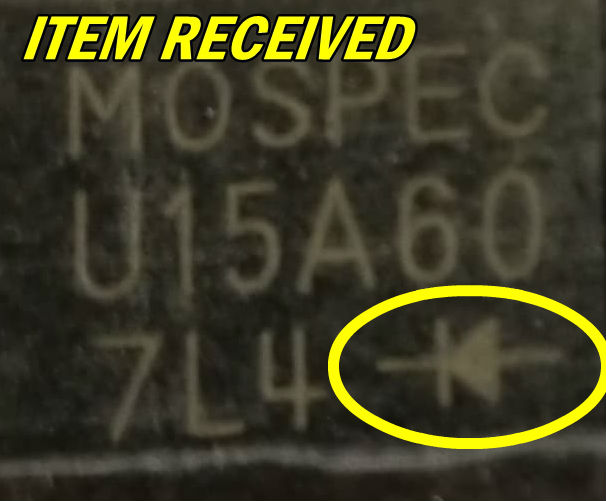 ITEM RECEIVED
MOSPEC
U15A60
7L4